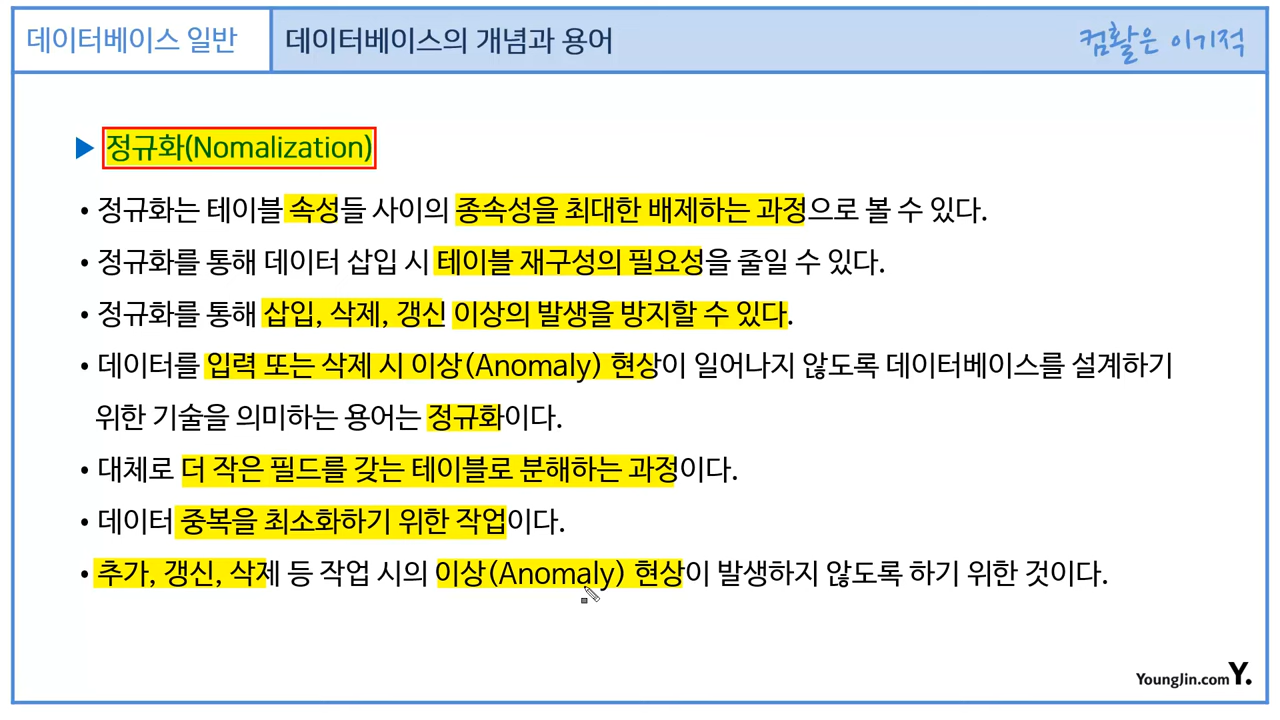 데이터베이스 일반
데이터베이스의 개념과 용어
컴활은 이기적
▶ 정규화(Nomalization)
• 정규화는 테이블 속성들 사이의 종속성을 최대한 배제하는 과정으로 볼 수 있다.
• 정규화를 통해 데이터 삽입 시 테이블 재구성의 필요성을 줄일 수 있다.
• 정규화를 통해 삽입, 삭제, 갱신 이상의 발생을 방지할 수 있다.
• 데이터를 입력 또는 삭제 시 이상(Anomaly) 현상이 일어나지 않도록 데이터베이스를 설계하기
위한 기술을 의미하는 용어는 정규화이다.
• 대체로 더 작은 필드를 갖는 테이블로 분해하는 과정이다.
• 데이터 중복을 최소화하기 위한 작업이다.
• 추가, 갱신, 삭제 등 작업 시의 이상(Anomaly) 현상이 발생하지 않도록 하기 위한 것이다.
YoungJin.com Y.